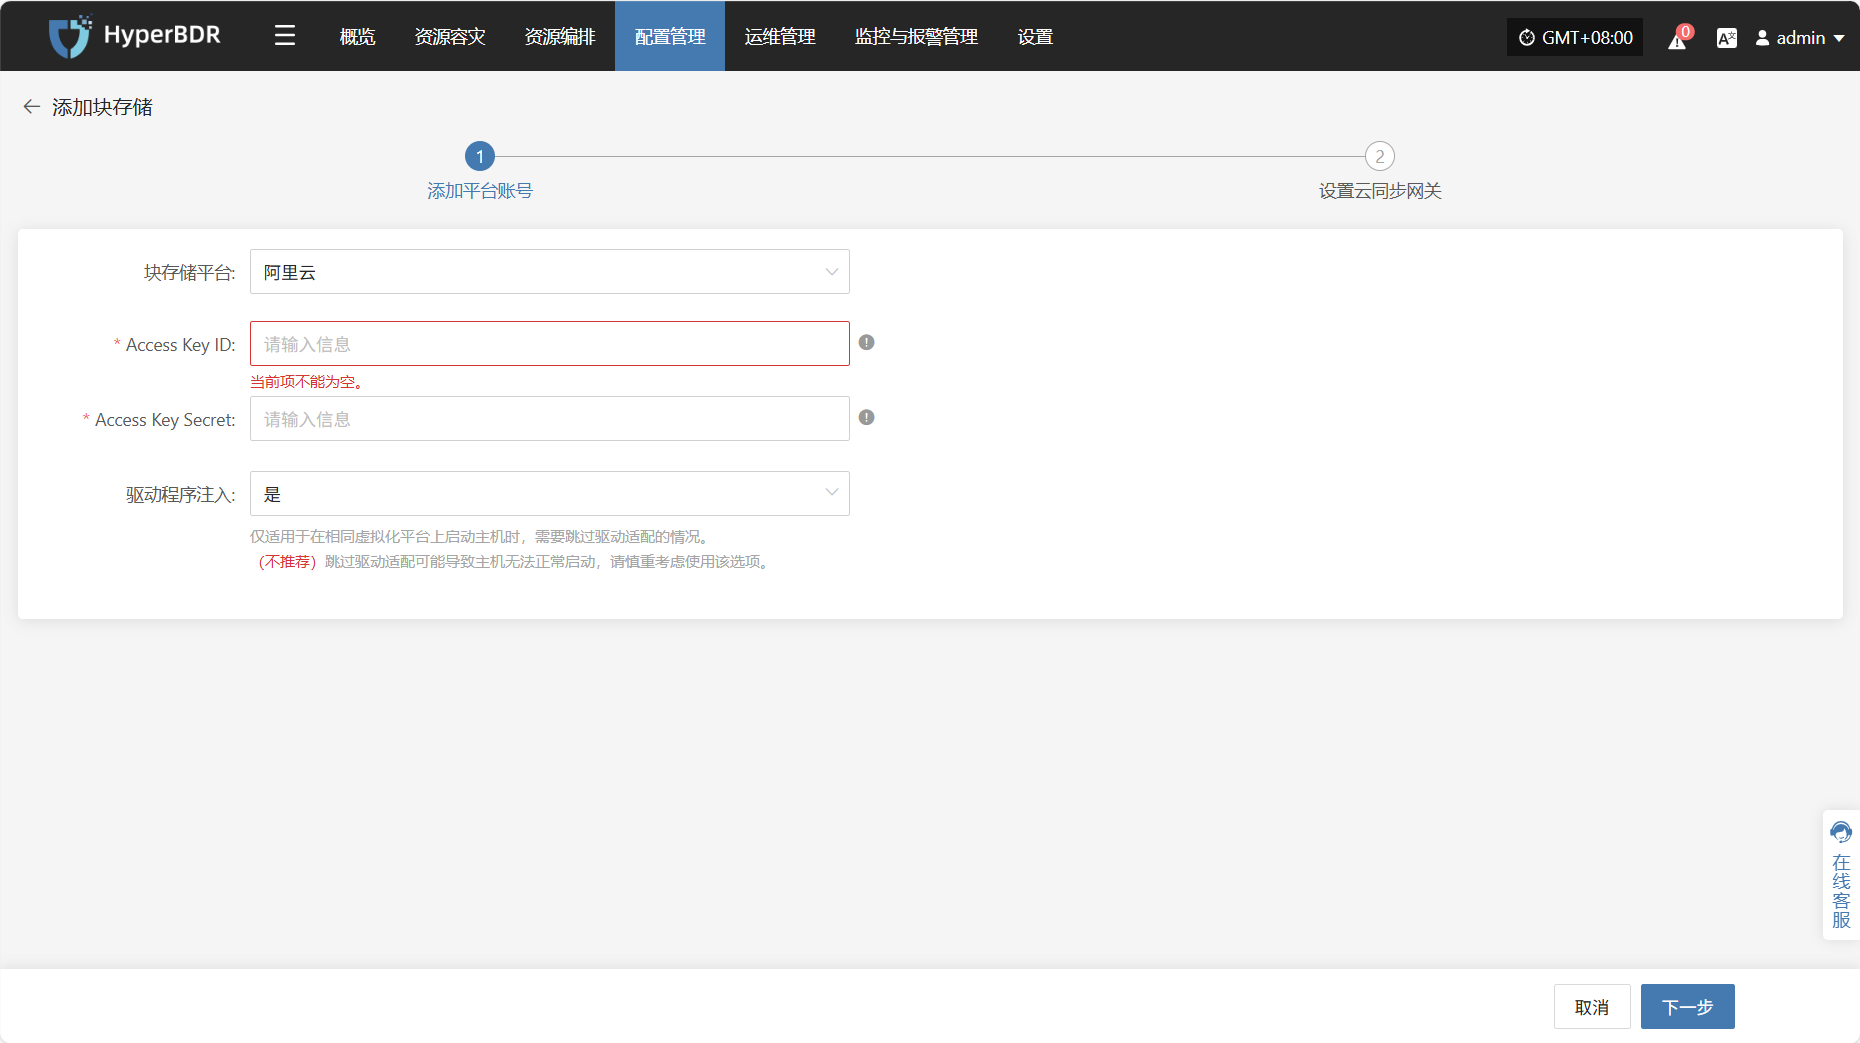 HyperBDR 概览 资源容灾 资源编排 配置管理 运维管理 监控与报警管理 设置 GMT+08:00 0 admin
添加块存储
1 2
添加平台账号 设置云同步网关
块存储平台: 阿里云
* Access Key ID: 请输入信息
当前项不能为空。
* Access Key Secret: 请输入信息
驱动程序注入: 是
仅适用于在相同虚拟化平台上启动主机时，需要跳过驱动适配的情况。
（不推荐）跳过驱动适配可能导致主机无法正常启动，请慎重考虑使用该选项。
在线客服
取消 下一步